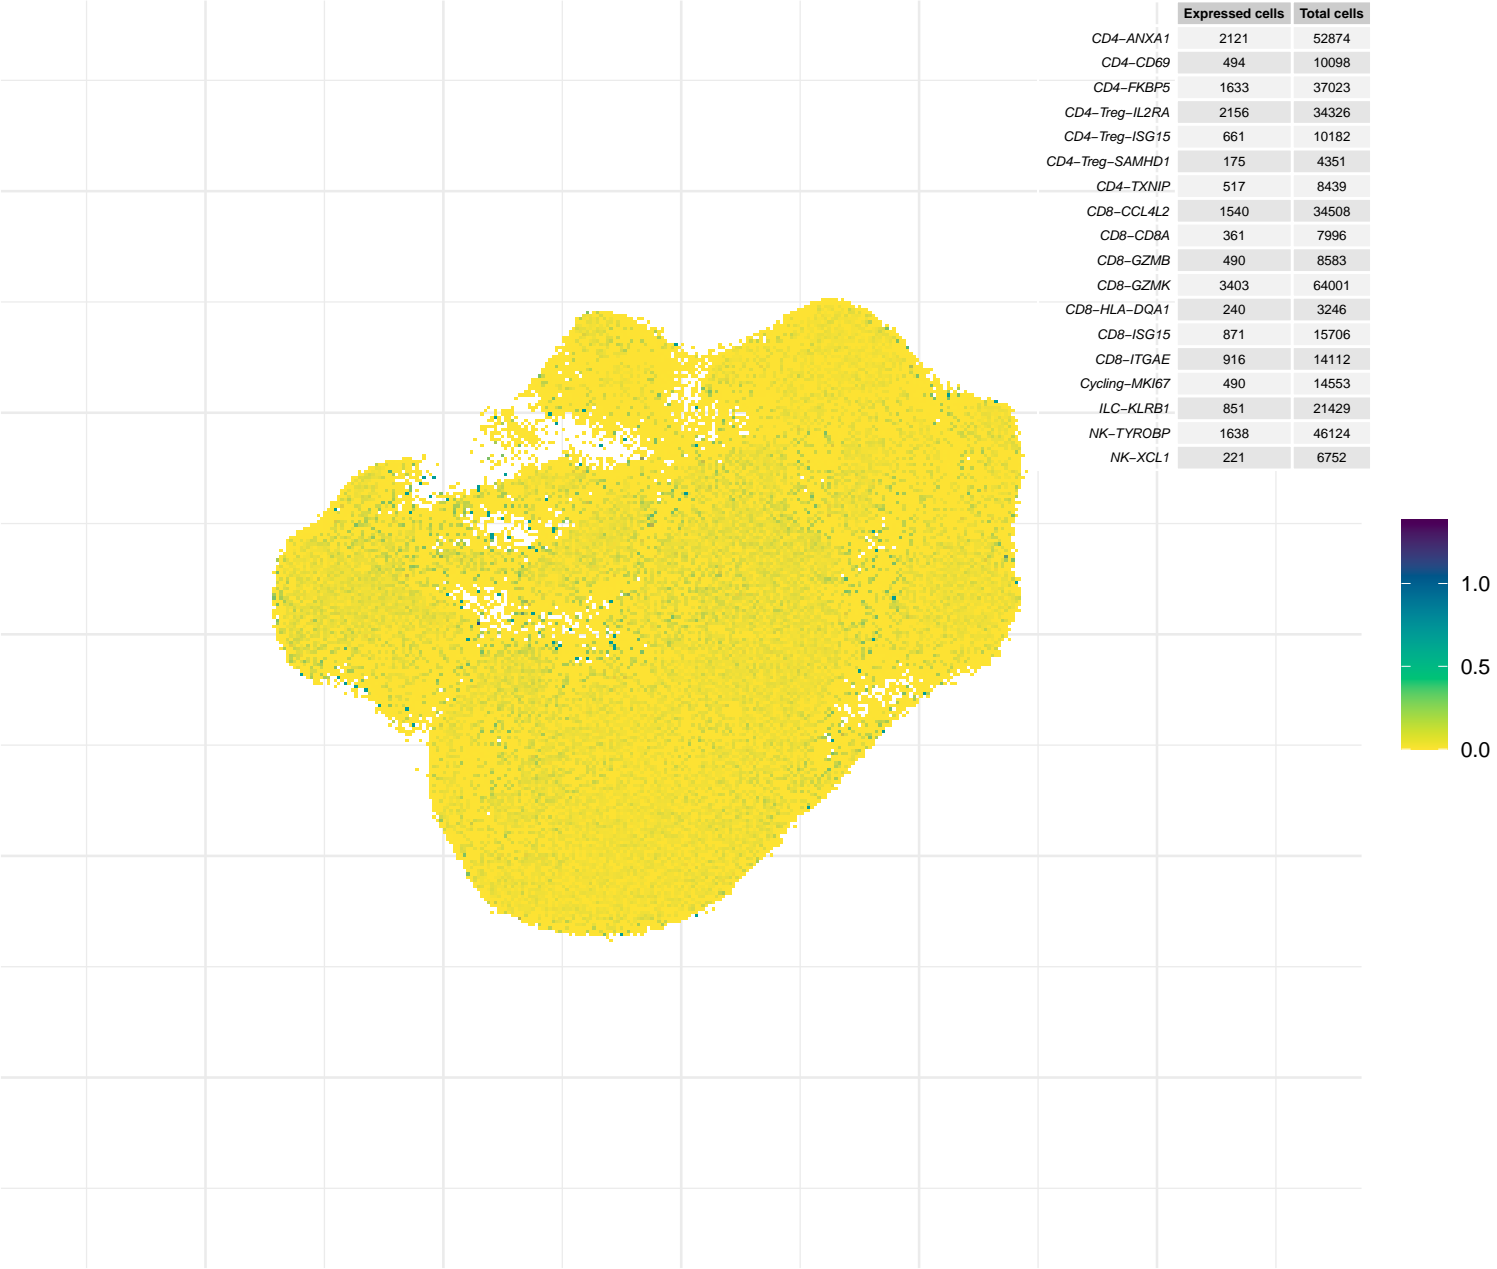 Expressed cells Total cells
CD4−ANXA1 2121 52874
CD4−CD69 494 10098
CD4−FKBP5 1633 37023
CD4−Treg−IL2RA 2156 34326
CD4−Treg−ISG15 661 10182
CD4−Treg−SAMHD1 175 4351
CD4−TXNIP 517 8439
CD8−CCL4L2 1540 34508
CD8−CD8A 361 7996
CD8−GZMB 490 8583
CD8−GZMK 3403 64001
CD8−HLA−DQA1 240 3246
CD8−ISG15 871 15706
CD8−ITGAE 916 14112
Cycling−MKI67 490 14553
ILC−KLRB1 851 21429
NK−TYROBP 1638 46124
NK−XCL1 221 6752
1.0
0.5
0.0